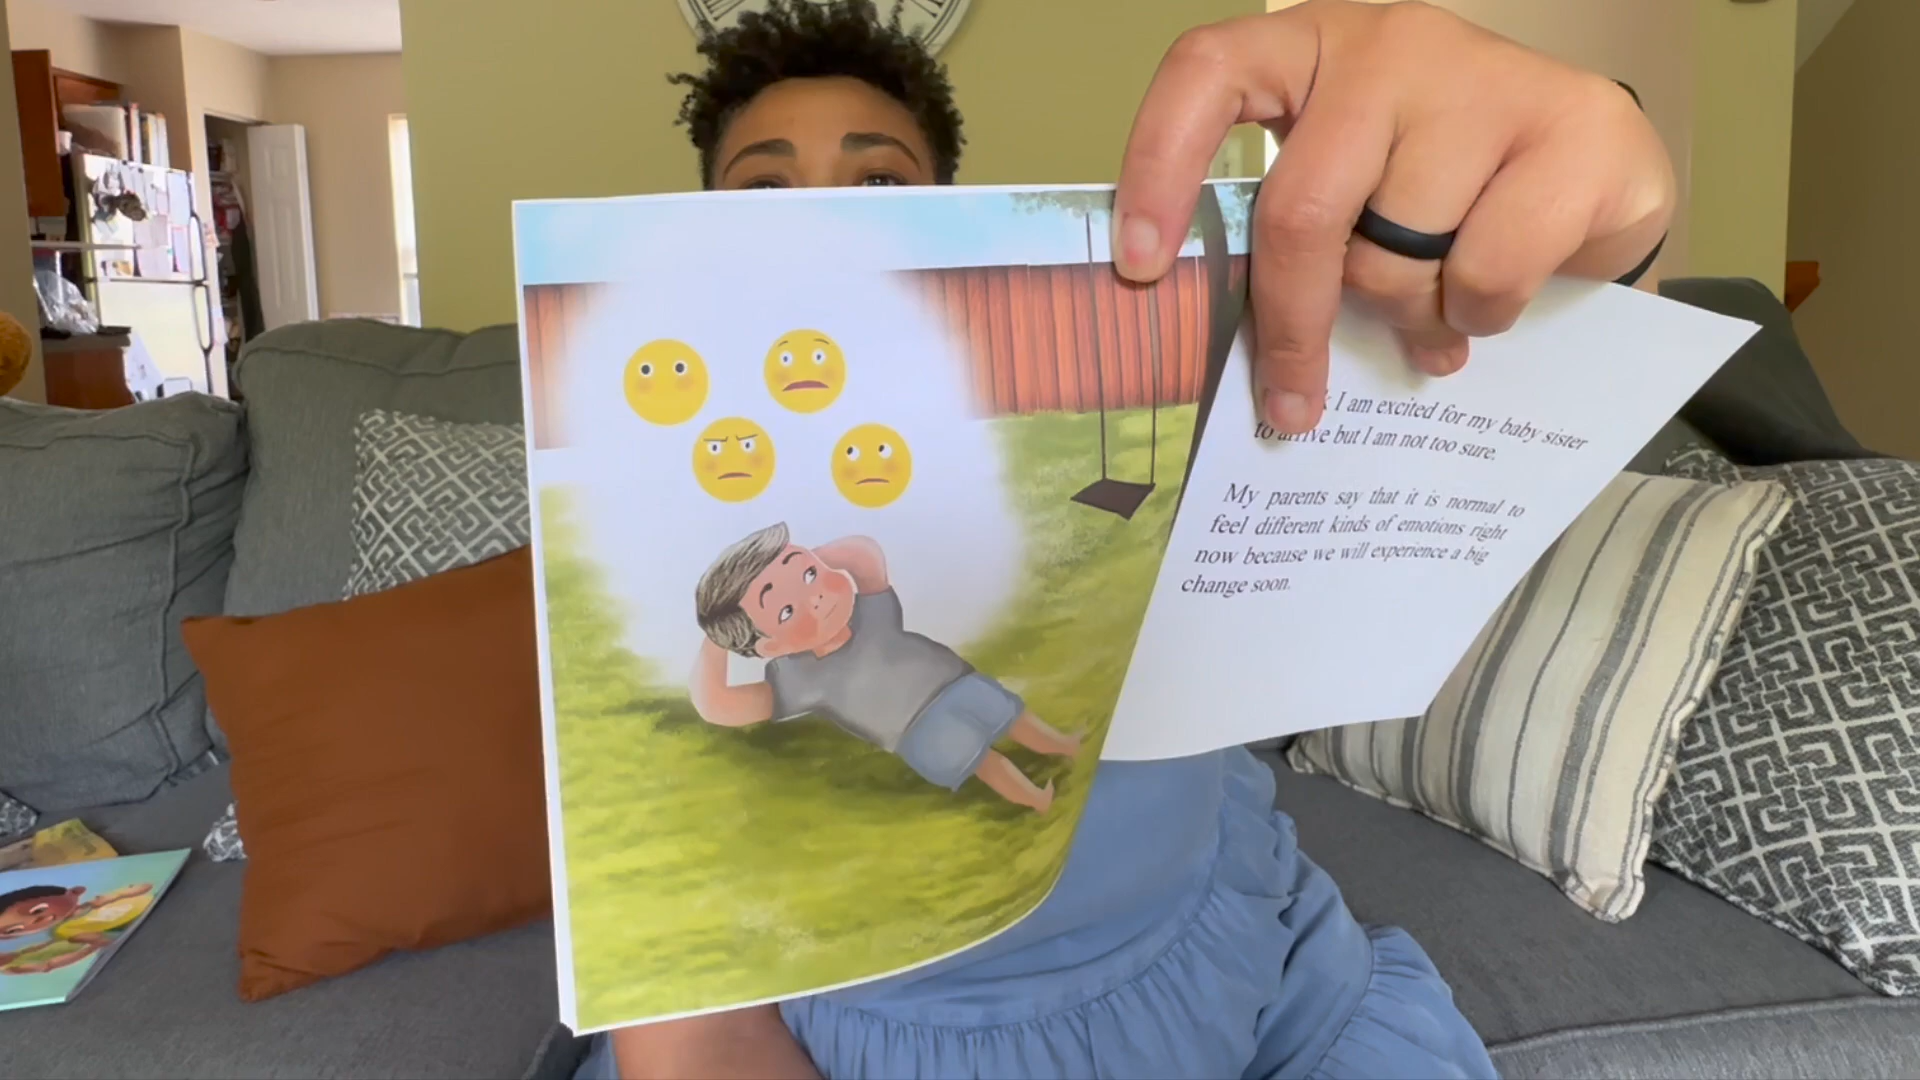 I am excited for my baby sister
to arrive but I am not too sure.
My parents say that it is normal to
feel different kinds of emotions right
now because we will experience a big
change soon.